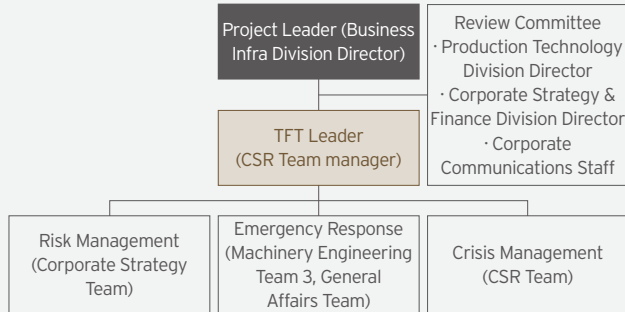 Project Leader (Business
Infra Division Director)
Review Committee
· Production Technology
Division Director
· Corporate Strategy &
Finance Division Director
· Corporate
Communications Staff
TFT Leader
(CSR Team manager)
Risk Management
(Corporate Strategy
Team)
Emergency Response
(Machinery Engineering
Team 3, General
Affairs Team)
Crisis Management
(CSR Team)